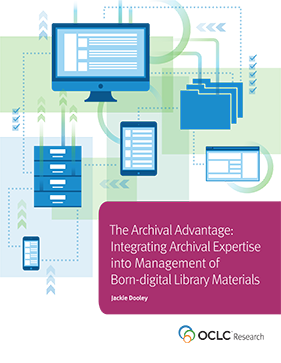 The Archival Advantage:
Integrating Archival Expertise
into Management of
Born-digital Library Materials
Jackie Dooley
OCLC Research